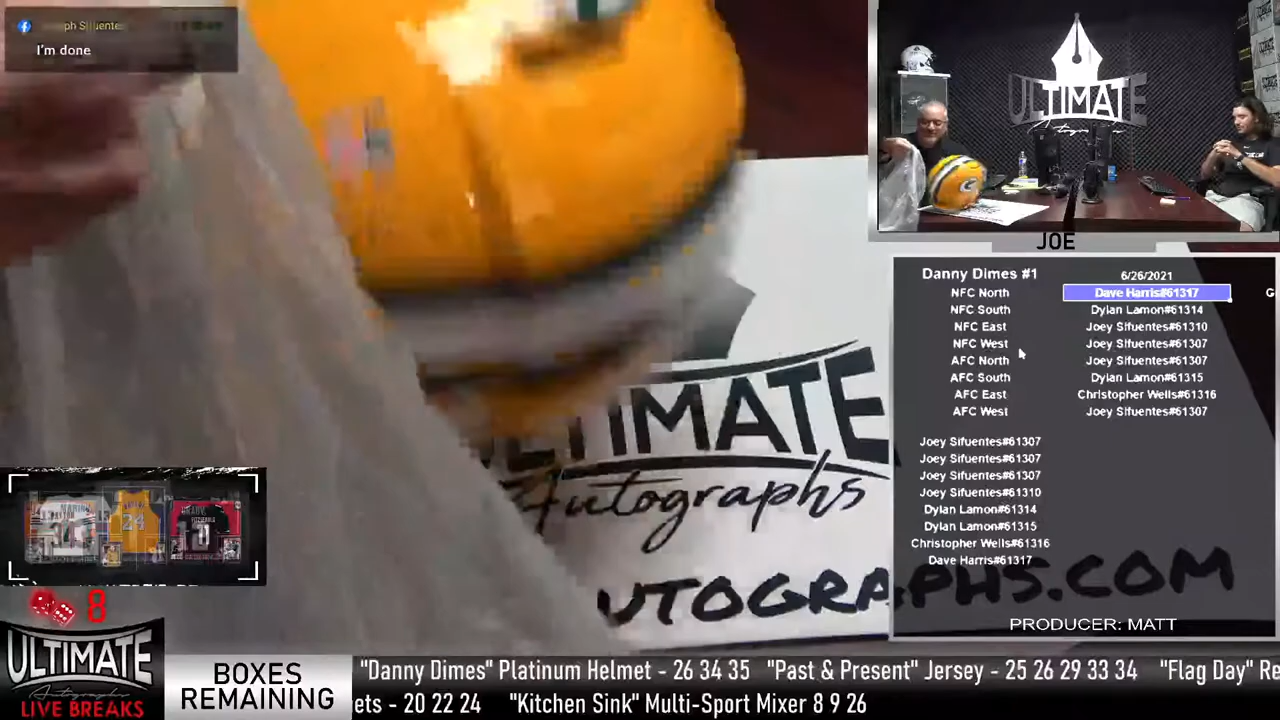 ph Sifuentes
I'm done
ULTIMATE
JOE
Danny Dimes #1 6/26/2021
NFC North Dave Harris#61317 G
NFC South Dylan Lamon#61314
NFC East Joey Sifuentes#61310
NFC West Joey Sifuentes#61307
AFC North Joey Sifuentes#61307
AFC South Dylan Lamon#61315
AFC East Christopher Wells#61316
AFC West Joey Sifuentes#61307
Joey Sifuentes#61307
Joey Sifuentes#61307
Joey Sifuentes#61307
Joey Sifuentes#61310
Dylan Lamon#61314
Dylan Lamon#61315
Christopher Wells#61316
Dave Harris#61317
PRODUCER: MATT
ULTIMATE
Autographs
AUTOGRAPHS.COM
24
8
ULTIMATE
Autographs
LIVE BREAKS
BOXES
REMAINING
"Danny Dimes" Platinum Helmet - 26 34 35 "Past & Present" Jersey - 25 26 29 33 34 "Flag Day" Re
ets - 20 22 24 "Kitchen Sink" Multi-Sport Mixer 8 9 26